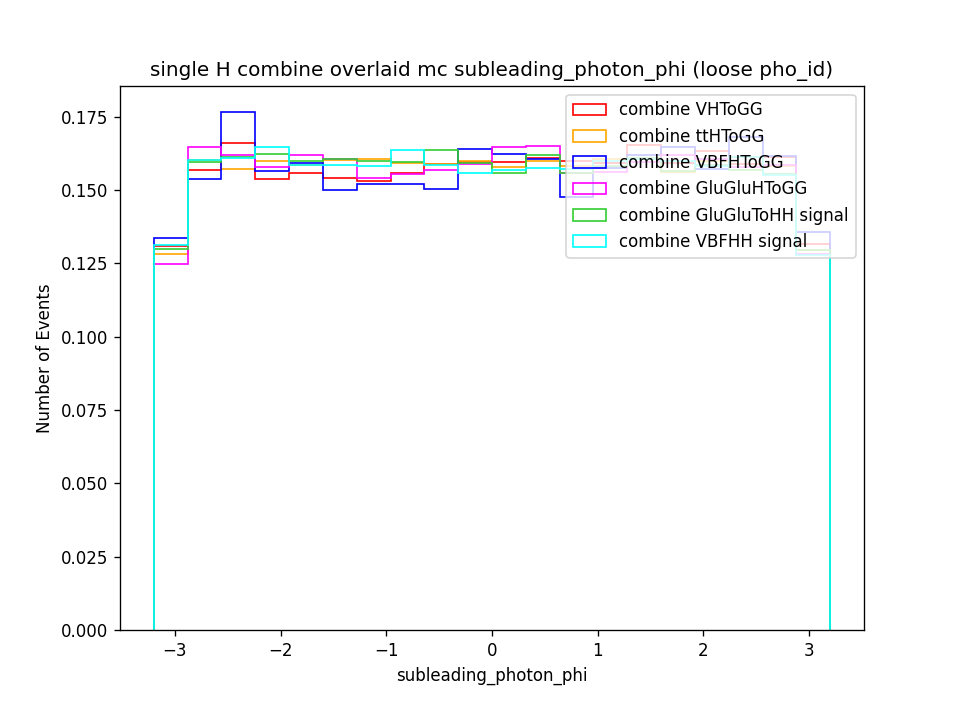 single H combine overlaid mc subleading_photon_phi (loose pho_id)
combine VHToGG
combine ttHToGG
combine VBFHToGG
combine GluGluHToGG
combine GluGluToHH signal
combine VBFHH signal
0.175
0.150
0.125
0.100
0.075
0.050
0.025
0.000
Number of Events
−3 −2 −1 0 1 2 3
subleading_photon_phi